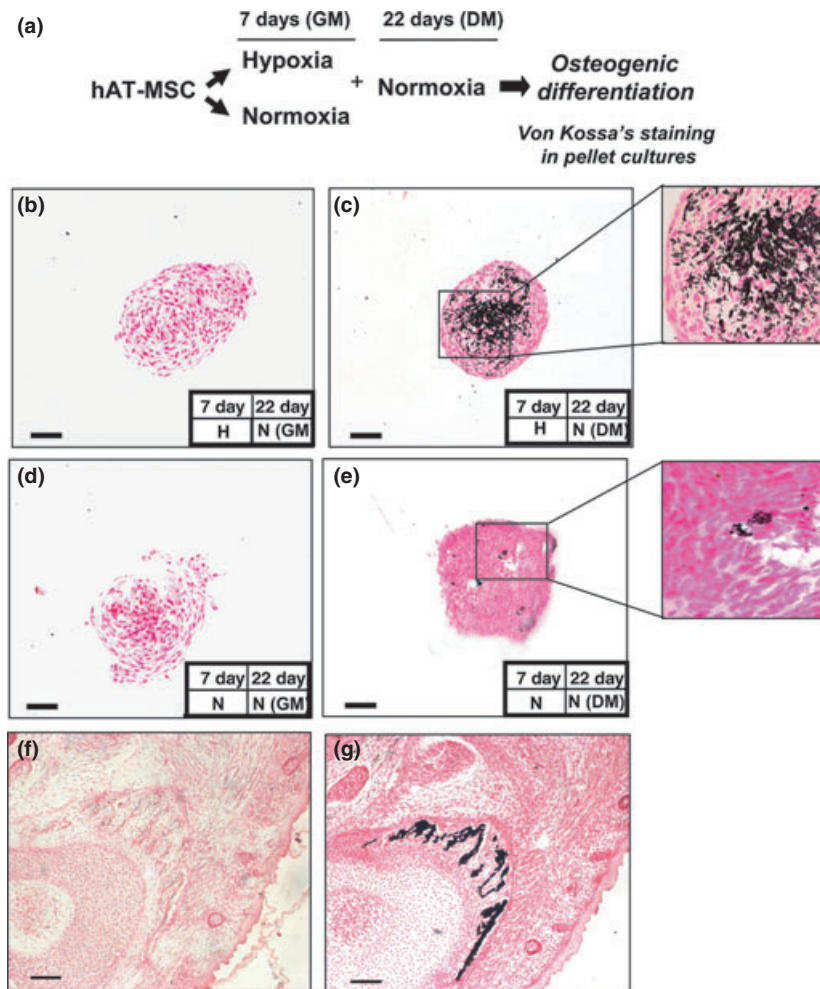 (a)
7 days (GM) 22 days (DM)
Hypoxia
hAT-MSC + Normoxia Osteogenic
differentiation
Normoxia
Von Kossa's staining
in pellet cultures
(b)
7 day 22 day
H N (GM
(c)
7 day 22 day
H N (DM)
(d)
7 day 22 day
N N (GM)
(e)
7 day 22 day
N N (DM)
(f)
(g)